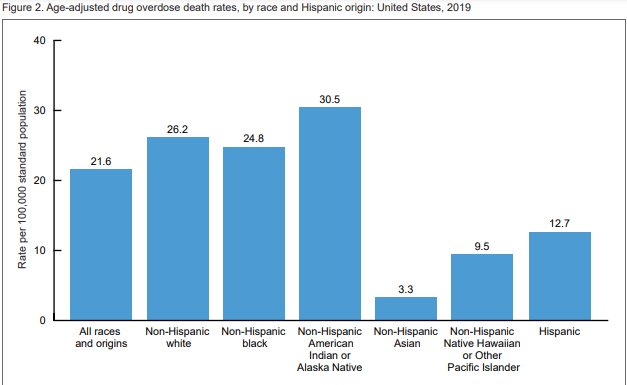 Figure 2. Age-adjusted drug overdose death rates, by race and Hispanic origin: United States, 2019
Rate per 100,000 standard population
40
30
20
10
0
21.6
26.2
24.8
30.5
3.3
9.5
12.7
All races
and origins
Non-Hispanic
white
Non-Hispanic
black
Non-Hispanic
American
Indian or
Alaska Native
Non-Hispanic
Asian
Non-Hispanic
Native Hawaiian
or Other
Pacific Islander
Hispanic